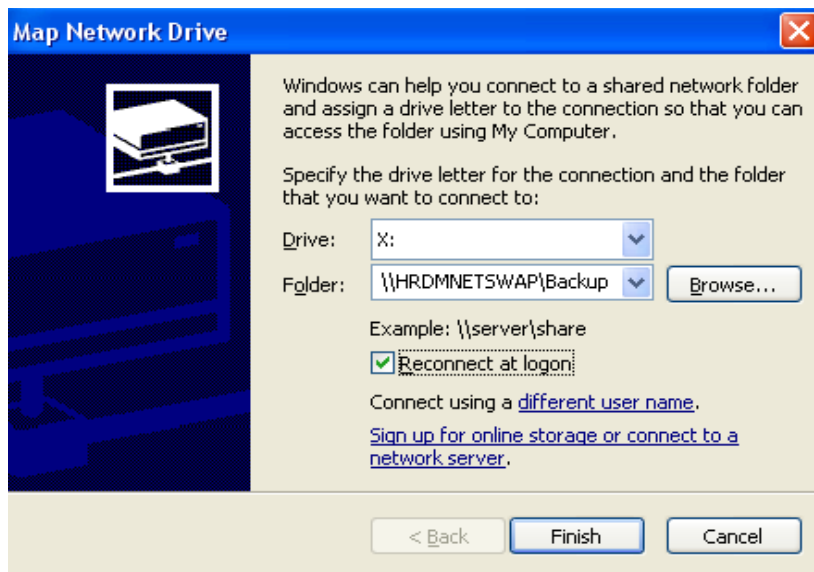 Map Network Drive
Windows can help you connect to a shared network folder
and assign a drive letter to the connection so that you can
access the folder using My Computer.
Specify the drive letter for the connection and the folder
that you want to connect to:
Drive: X:
Folder: \\HRDMNETSWAP\Backup Browse...
Example: \\server\share
Reconnect at logon
Connect using a different user name.
Sign up for online storage or connect to a
network server.
< Back Finish Cancel